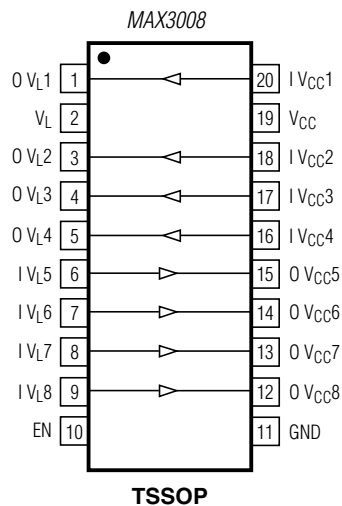 MAX3008
O VL1 1 20 I VCC1
VL 2 19 VCC
O VL2 3 18 I VCC2
O VL3 4 17 I VCC3
O VL4 5 16 I VCC4
I VL5 6 15 O VCC5
I VL6 7 14 O VCC6
I VL7 8 13 O VCC7
I VL8 9 12 O VCC8
EN 10 11 GND
TSSOP